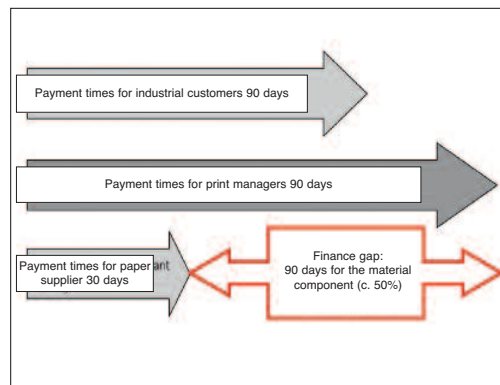 Payment times for industrial customers 90 days
Payment times for print managers 90 days
Payment times for paper
supplier 30 days
Finance gap:
90 days for the material
component (c. 50%)